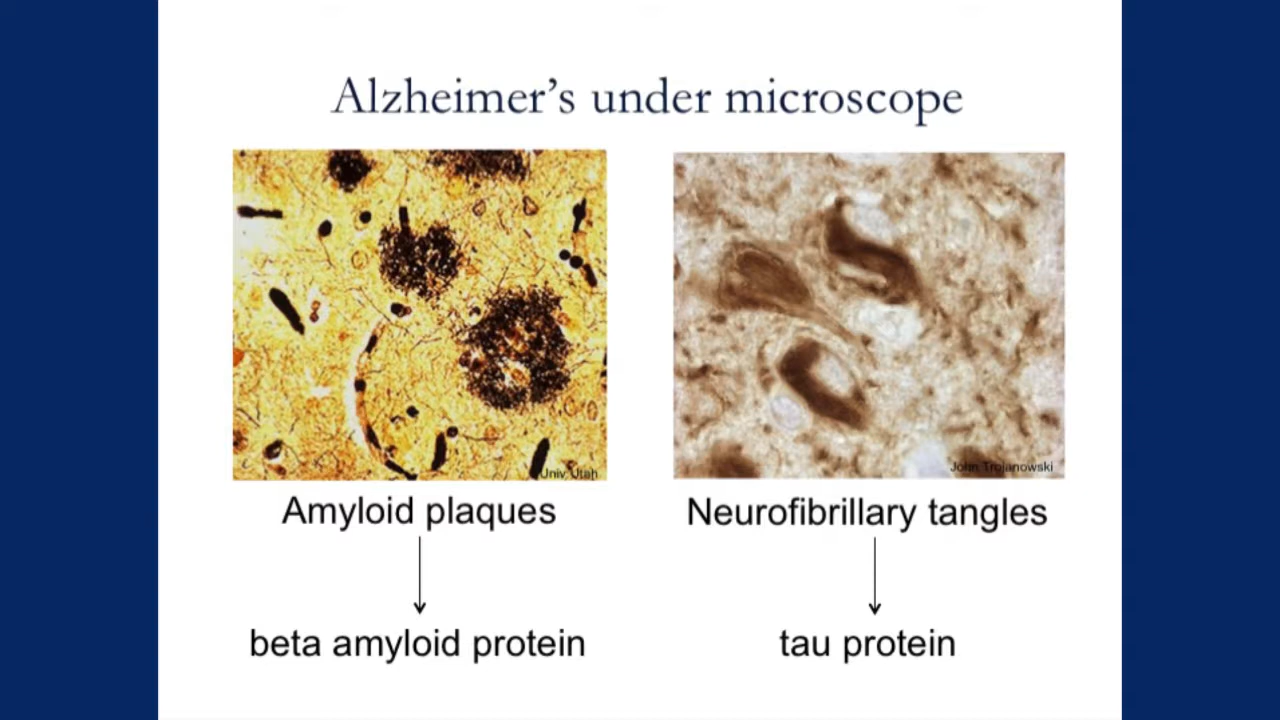 Alzheimer’s under microscope
Univ. Utah
John Trojanowski
Amyloid plaques
Neurofibrillary tangles
beta amyloid protein
tau protein